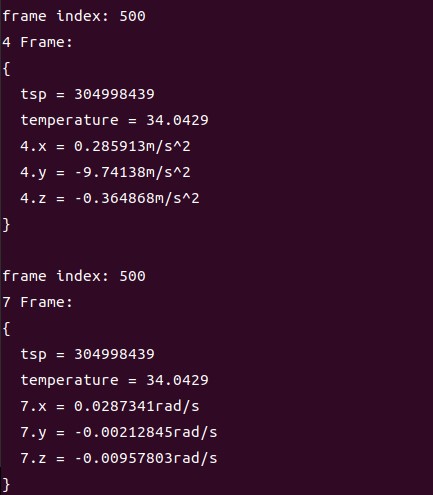 frame index: 500
4 Frame:
{
  tsp = 304998439
  temperature = 34.0429
  4.x = 0.285913m/s^2
  4.y = -9.74138m/s^2
  4.z = -0.364868m/s^2
}

frame index: 500
7 Frame:
{
  tsp = 304998439
  temperature = 34.0429
  7.x = 0.0287341rad/s
  7.y = -0.00212845rad/s
  7.z = -0.00957803rad/s
}